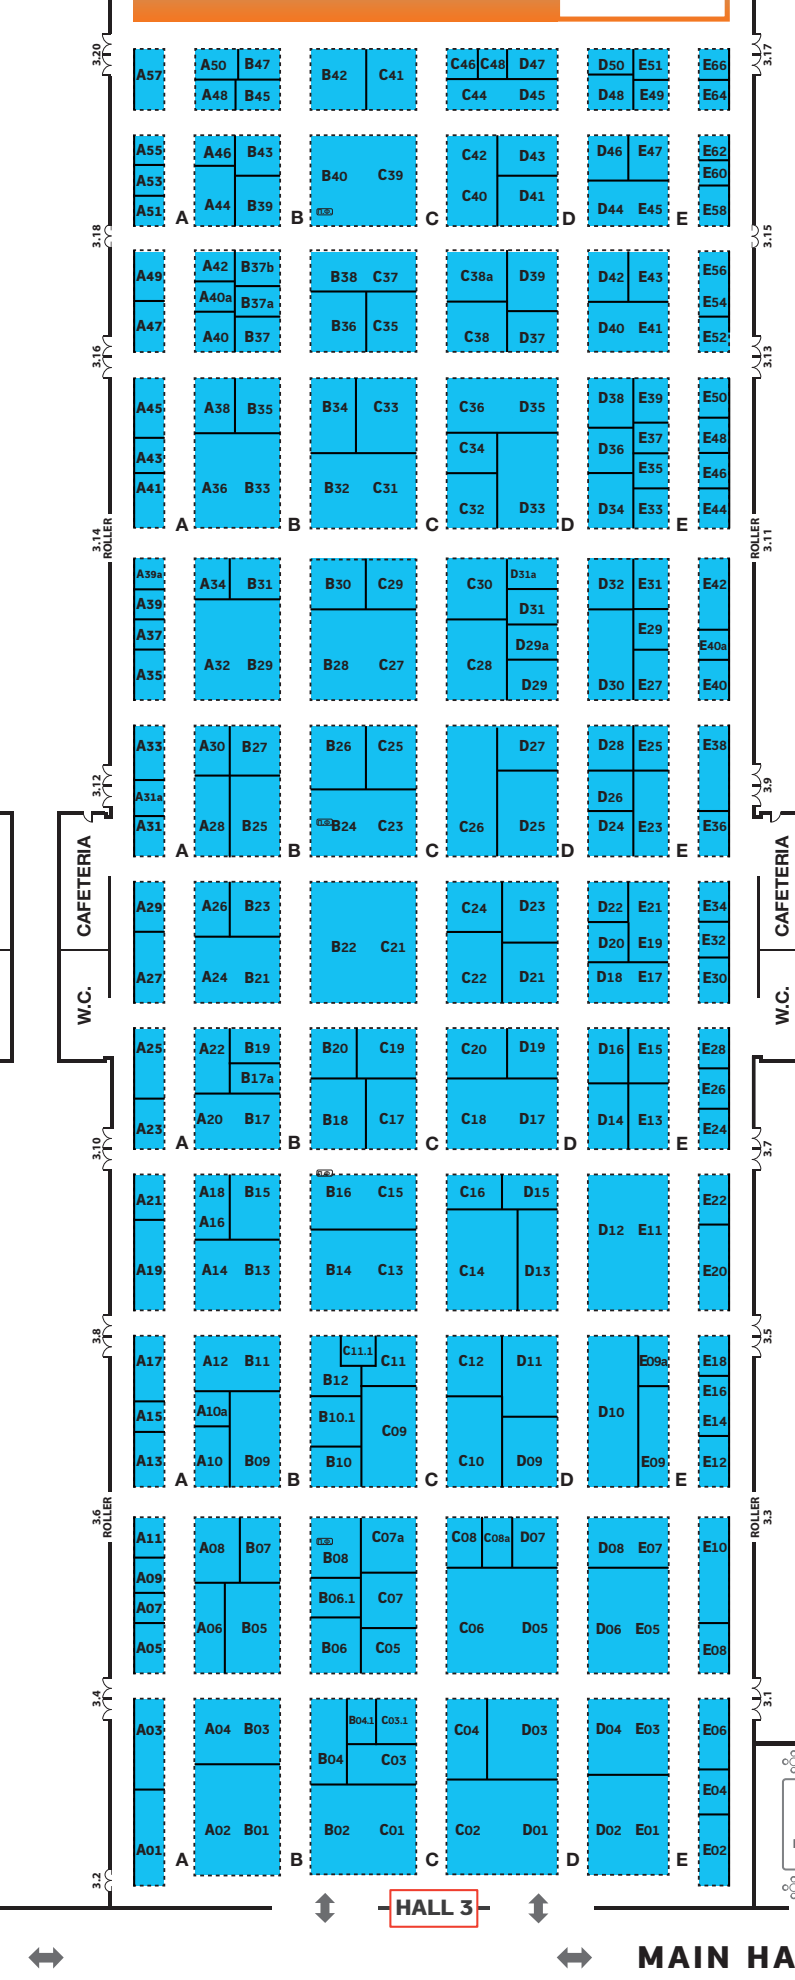 3.20
3.17
A57
A50 B47
A48 B45
B42 C41
C46 C48 D47
C44 D45
D50 E51
D48 E49
E66
E64
A55
A53
A51
A46 B43
A44 B39
B40 C39
C42 D43
C40 D41
D46 E47
D44 E45
E62
E60
E58
A B C D E
3.18
3.15
A49
A47
A42 B37b
A40a B37a
A40 B37
B38 C37
B36 C35
C38a D39
C38 D37
D42 E43
D40 E41
E56
E54
E52
3.16
3.13
A45
A43
A41
A38 B35
A36 B33
B34 C33
B32 C31
C36 D35
C34
C32 D33
D38 E39
E37
D36
E35
D34 E33
E50
E48
E46
E44
A B C D E
3.14
ROLLER
ROLLER
3.11
A39a
A39
A37
A35
A34 B31
A32 B29
B30 C29
B28 C27
C30 D31a
D31
D29a
C28
D29
D32 E31
E29
D30 E27
E42
E40a
E40
A33
A31a
A31
A30 B27
A28 B25
B26 C25
B24 C23
D27
C26 D25
D28 E25
D26
D24 E23
E38
E36
A B C D E
3.12
3.9
CAFETERIA
CAFETERIA
W.C.
W.C.
A29
A27
A26 B23
A24 B21
B22 C21
C24 D23
C22 D21
D22 E21
D20 E19
D18 E17
E34
E32
E30
A25
A23
A22 B19
B17a
A20 B17
B20 C19
B18 C17
C20 D19
C18 D17
D16 E15
D14 E13
E28
E26
E24
A B C D E
3.10
3.7
A21
A19
A18 B15
A16
A14 B13
B16 C15
B14 C13
C16 D15
C14 D13
D12 E11
E22
E20
3.8
3.5
A17
A15
A13
A12 B11
A10a
A10 B09
C11.1
C11
B12
B10.1
C09
B10
C12 D11
C10 D09
E09a
D10
E09
E18
E16
E14
E12
A B C D E
3.6
ROLLER
ROLLER
3.3
A11
A09
A07
A05
A08 B07
A06 B05
C07a
B08
B06.1 C07
B06 C05
C08 C08a D07
C06 D05
D08 E07
D06 E05
E10
E08
3.4
3.1
A03
A01
A04 B03
A02 B01
B04.1 C03.1
B04 C03
B02 C01
C04 D03
C02 D01
D04 E03
D02 E01
E06
E04
E02
A B C D E
3.2
HALL 3
MAIN HA